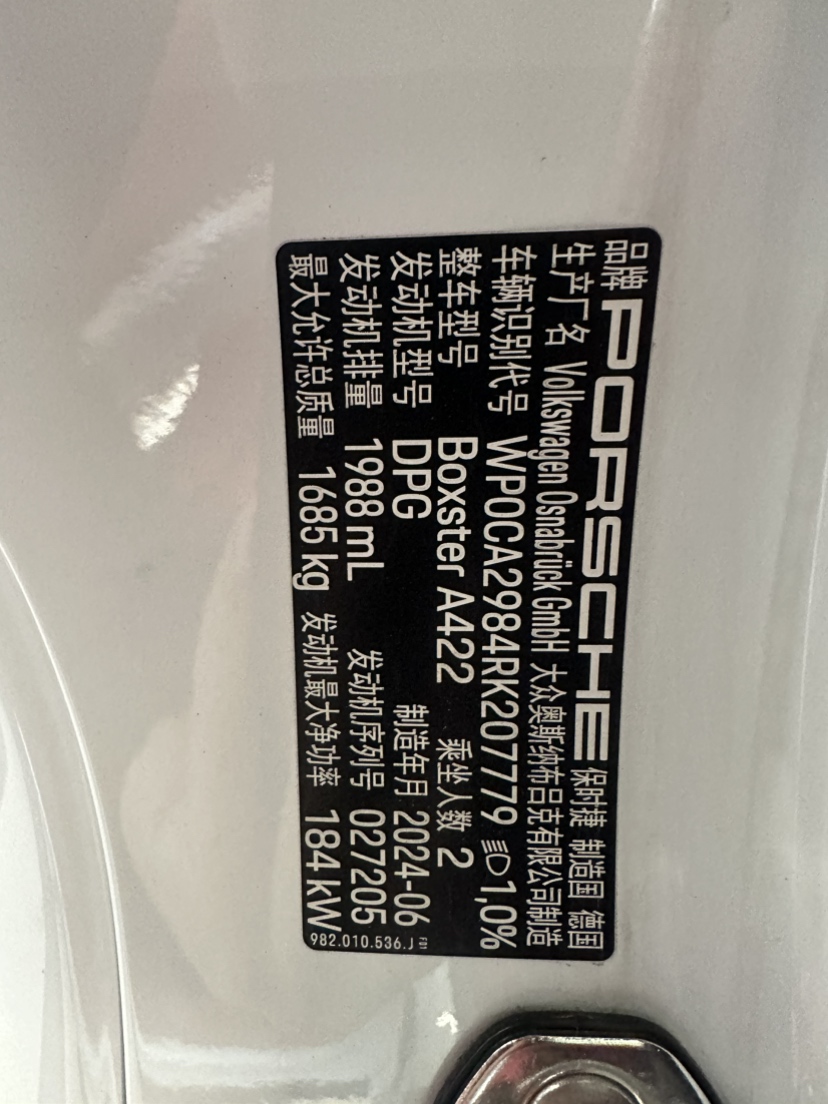 品牌 PORSCHE 保时捷 制造国 德国
生产厂名 Volkswagen Osnabrück GmbH 大众奥斯纳布吕克有限公司制造
车辆识别代号 WP0CA2984RK207779 1,0%
整车型号 Boxster A422 乘坐人数 2
发动机型号 DPG 制造年月 2024-06
发动机排量 1988 mL 发动机序列号 027205
最大允许总质量 1685 kg 发动机最大净功率 184 kW
982.010.536.J F01